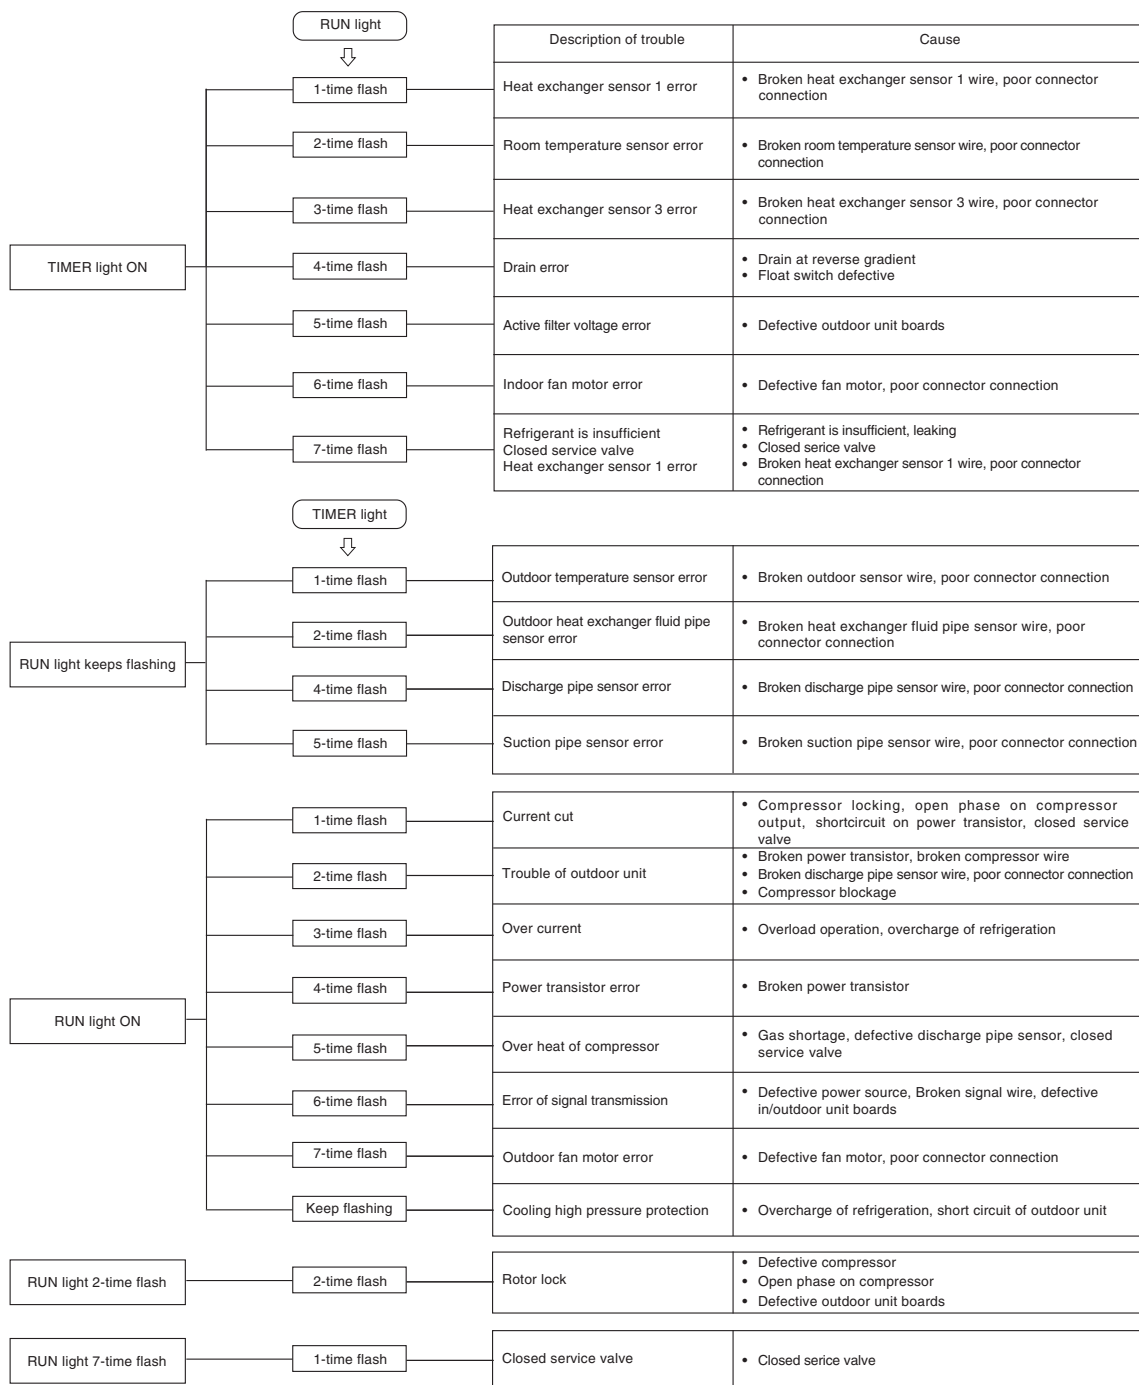 RUN light
Description of trouble
Cause
1-time flash
Heat exchanger sensor 1 error
• Broken heat exchanger sensor 1 wire, poor connector
connection
2-time flash
Room temperature sensor error
• Broken room temperature sensor wire, poor connector
connection
3-time flash
Heat exchanger sensor 3 error
• Broken heat exchanger sensor 3 wire, poor connector
connection
TIMER light ON
4-time flash
Drain error
• Drain at reverse gradient
• Float switch defective
5-time flash
Active filter voltage error
• Defective outdoor unit boards
6-time flash
Indoor fan motor error
• Defective fan motor, poor connector connection
7-time flash
Refrigerant is insufficient
Closed service valve
Heat exchanger sensor 1 error
• Refrigerant is insufficient, leaking
• Closed serice valve
• Broken heat exchanger sensor 1 wire, poor connector
connection
TIMER light
1-time flash
Outdoor temperature sensor error
• Broken outdoor sensor wire, poor connector connection
2-time flash
Outdoor heat exchanger fluid pipe
sensor error
• Broken heat exchanger fluid pipe sensor wire, poor
connector connection
RUN light keeps flashing
4-time flash
Discharge pipe sensor error
• Broken discharge pipe sensor wire, poor connector connection
5-time flash
Suction pipe sensor error
• Broken suction pipe sensor wire, poor connector connection
1-time flash
Current cut
• Compressor locking, open phase on compressor
output, shortcircuit on power transistor, closed service
valve
2-time flash
Trouble of outdoor unit
• Broken power transistor, broken compressor wire
• Broken discharge pipe sensor wire, poor connector connection
• Compressor blockage
3-time flash
Over current
• Overload operation, overcharge of refrigeration
4-time flash
Power transistor error
• Broken power transistor
RUN light ON
5-time flash
Over heat of compressor
• Gas shortage, defective discharge pipe sensor, closed
service valve
6-time flash
Error of signal transmission
• Defective power source, Broken signal wire, defective
in/outdoor unit boards
7-time flash
Outdoor fan motor error
• Defective fan motor, poor connector connection
Keep flashing
Cooling high pressure protection
• Overcharge of refrigeration, short circuit of outdoor unit
RUN light 2-time flash
2-time flash
Rotor lock
• Defective compressor
• Open phase on compressor
• Defective outdoor unit boards
RUN light 7-time flash
1-time flash
Closed service valve
• Closed serice valve